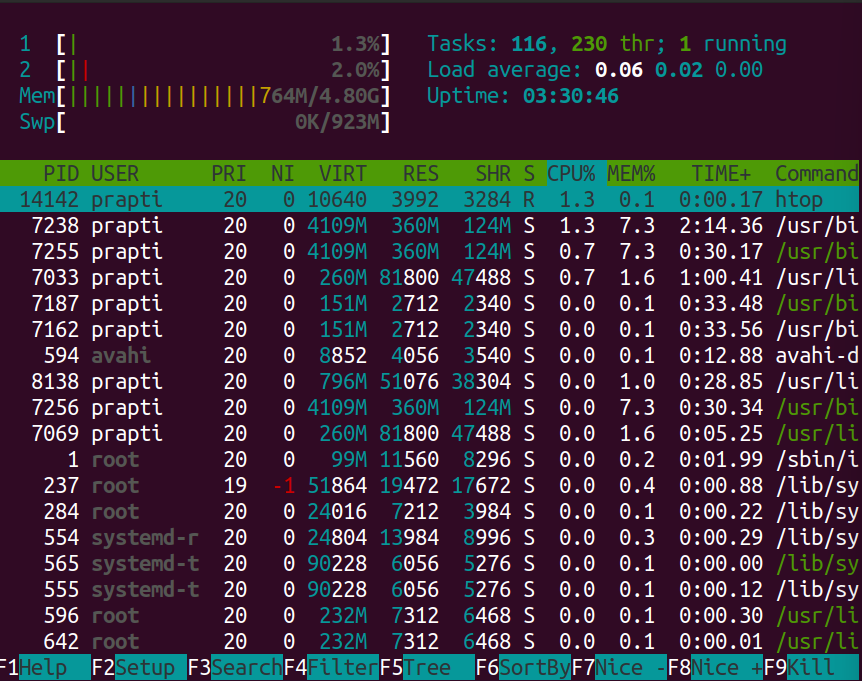 1 [| 1.3%] Tasks: 116, 230 thr; 1 running
2 [|| 2.0%] Load average: 0.06 0.02 0.00
Mem[||||||||||||||||764M/4.80G] Uptime: 03:30:46
Swp[ 0K/923M]
PID USER PRI NI VIRT RES SHR S CPU% MEM% TIME+ Command
14142 prapti 20 0 10640 3992 3284 R 1.3 0.1 0:00.17 htop
7238 prapti 20 0 4109M 360M 124M S 1.3 7.3 2:14.36 /usr/bi
7255 prapti 20 0 4109M 360M 124M S 0.7 7.3 0:30.17 /usr/bi
7033 prapti 20 0 260M 81800 47488 S 0.7 1.6 1:00.41 /usr/li
7187 prapti 20 0 151M 2712 2340 S 0.0 0.1 0:33.48 /usr/bi
7162 prapti 20 0 151M 2712 2340 S 0.0 0.1 0:33.56 /usr/bi
594 avahi 20 0 8852 4056 3540 S 0.0 0.1 0:12.88 avahi-d
8138 prapti 20 0 796M 51076 38304 S 0.0 1.0 0:28.85 /usr/li
7256 prapti 20 0 4109M 360M 124M S 0.0 7.3 0:30.34 /usr/bi
7069 prapti 20 0 260M 81800 47488 S 0.0 1.6 0:05.25 /usr/li
1 root 20 0 99M 11560 8296 S 0.0 0.2 0:01.99 /sbin/i
237 root 19 -1 51864 19472 17672 S 0.0 0.4 0:00.88 /lib/sy
284 root 20 0 24016 7212 3984 S 0.0 0.1 0:00.22 /lib/sy
554 systemd-r 20 0 24804 13984 8996 S 0.0 0.3 0:00.29 /lib/sy
565 systemd-t 20 0 90228 6056 5276 S 0.0 0.1 0:00.00 /lib/sy
555 systemd-t 20 0 90228 6056 5276 S 0.0 0.1 0:00.12 /lib/sy
596 root 20 0 232M 7312 6468 S 0.0 0.1 0:00.30 /usr/li
642 root 20 0 232M 7312 6468 S 0.0 0.1 0:00.01 /usr/li
F1Help F2Setup F3SearchF4FilterF5Tree F6SortByF7Nice -F8Nice +F9Kill